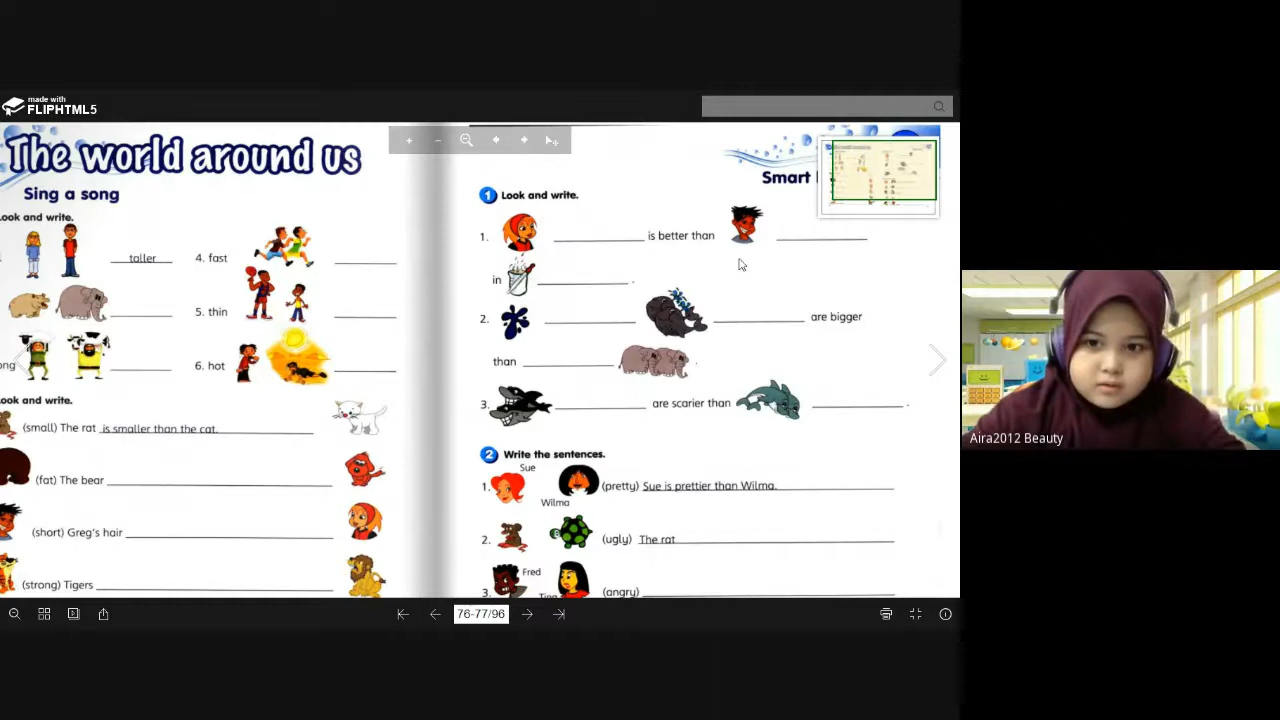 made with
FLIPHTML5
The world around us
Sing a song
Look and write.
taller
4. fast
5. thin
ong
6. hot
Look and write.
(small) The rat is smaller than the cat.
(fat) The bear
(short) Greg's hair
(strong) Tigers
Smart
1 Look and write.
1. is better than
in .
2. are bigger
than .
3. are scarier than .
2 Write the sentences.
Sue
1. (pretty) Sue is prettier than Wilma.
Wilma
2. (ugly) The rat
Fred
3. (angry)
76-77/96
Aira2012 Beauty